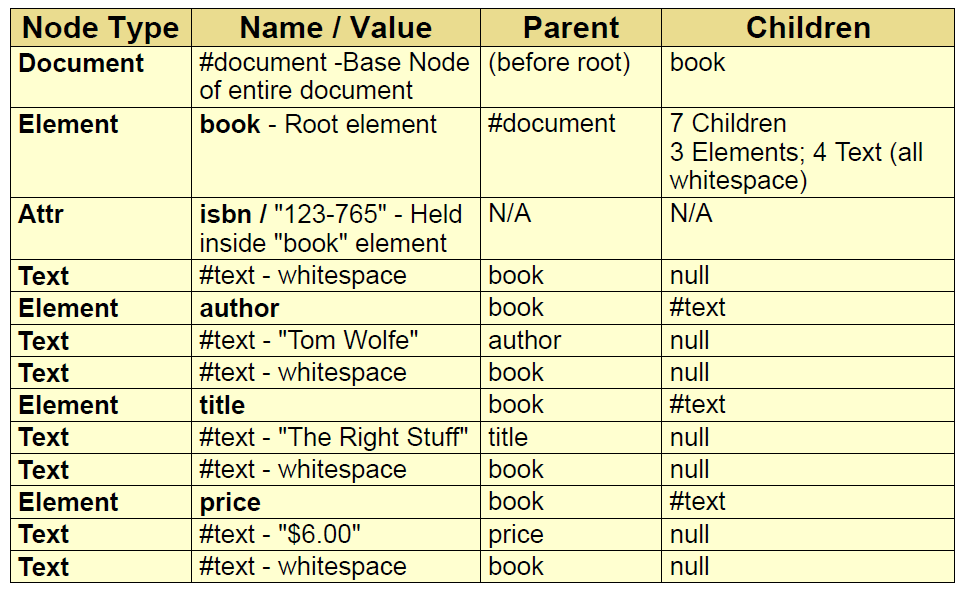 Node Type Name / Value Parent Children
Document #document -Base Node (before root) book
of entire document
Element book - Root element #document 7 Children
3 Elements; 4 Text (all
whitespace)
Attr isbn / "123-765" - Held N/A N/A
inside "book" element
Text #text - whitespace book null
Element author book #text
Text #text - "Tom Wolfe" author null
Text #text - whitespace book null
Element title book #text
Text #text - "The Right Stuff" title null
Text #text - whitespace book null
Element price book #text
Text #text - "$6.00" price null
Text #text - whitespace book null